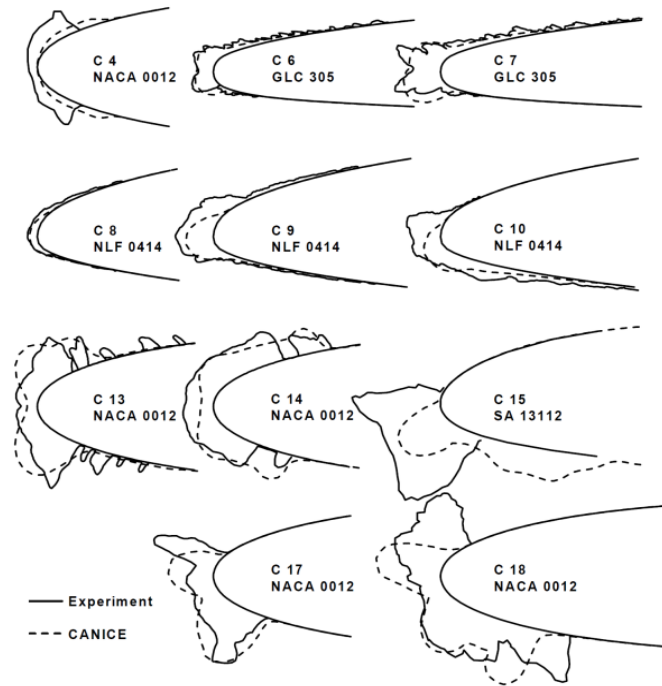 C 4
NACA 0012
C 6
GLC 305
C 7
GLC 305
C 8
NLF 0414
C 9
NLF 0414
C 10
NLF 0414
C 13
NACA 0012
C 14
NACA 0012
C 15
SA 13112
C 17
NACA 0012
C 18
NACA 0012
Experiment
CANICE